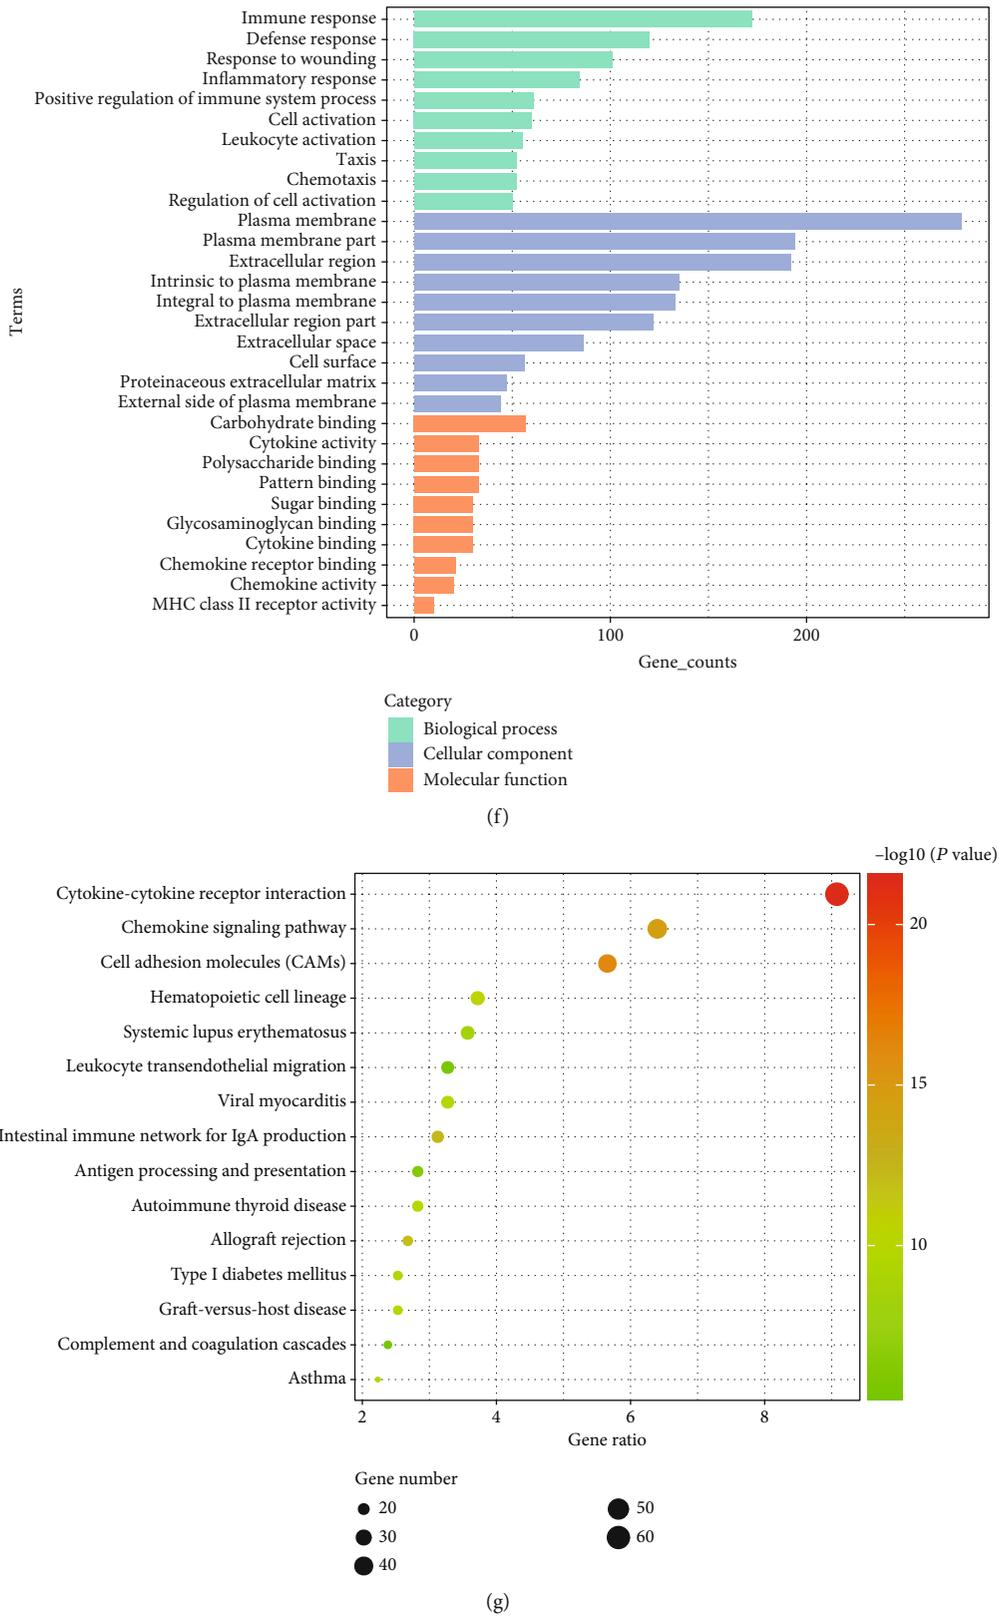 Terms
Immune response
Defense response
Response to wounding
Inflammatory response
Positive regulation of immune system process
Cell activation
Leukocyte activation
Taxis
Chemotaxis
Regulation of cell activation
Plasma membrane
Plasma membrane part
Extracellular region
Intrinsic to plasma membrane
Integral to plasma membrane
Extracellular region part
Extracellular space
Cell surface
Proteinaceous extracellular matrix
External side of plasma membrane
Carbohydrate binding
Cytokine activity
Polysaccharide binding
Pattern binding
Sugar binding
Glycosaminoglycan binding
Cytokine binding
Chemokine receptor binding
Chemokine activity
MHC class II receptor activity
0 100 200
Gene_counts
Category
Biological process
Cellular component
Molecular function
(f)
–log10 (P value)
Cytokine-cytokine receptor interaction
Chemokine signaling pathway
Cell adhesion molecules (CAMs)
Hematopoietic cell lineage
Systemic lupus erythematosus
Leukocyte transendothelial migration
Viral myocarditis
Intestinal immune network for IgA production
Antigen processing and presentation
Autoimmune thyroid disease
Allograft rejection
Type I diabetes mellitus
Graft-versus-host disease
Complement and coagulation cascades
Asthma
20
15
10
2 4 6 8
Gene ratio
Gene number
20 50
30 60
40
(g)